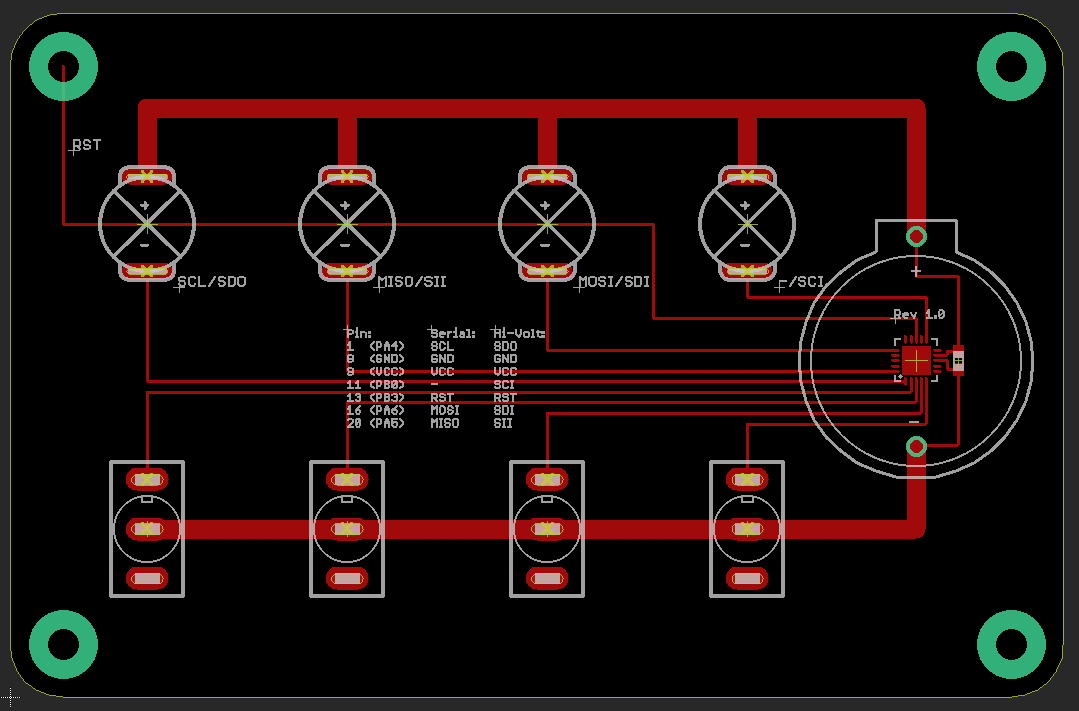 RST
+ + + +
- - - -
SCL/SDO MISO/SII MOSI/SDI -/SCI
+
Rev 1.0
Pin: Serial: Hi-Volt:
1 (PA4) SCL SDO
8 (GND) GND GND
9 (VCC) VCC VCC
11 (PB0) - SCI
13 (PB3) RST RST
16 (PA6) MOSI SDI
20 (PA5) MISO SII
-